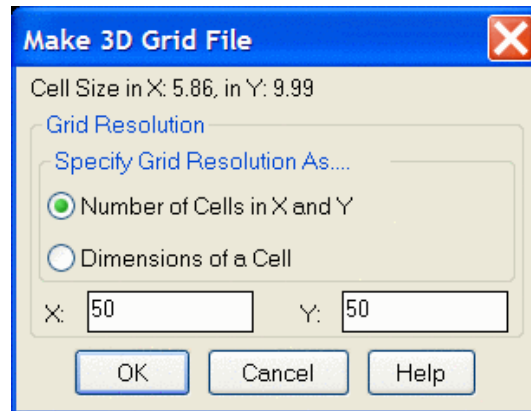 Make 3D Grid File
Cell Size in X: 5.86, in Y: 9.99
Grid Resolution
Specify Grid Resolution As....
Number of Cells in X and Y
Dimensions of a Cell
X: 50 Y: 50
OK Cancel Help